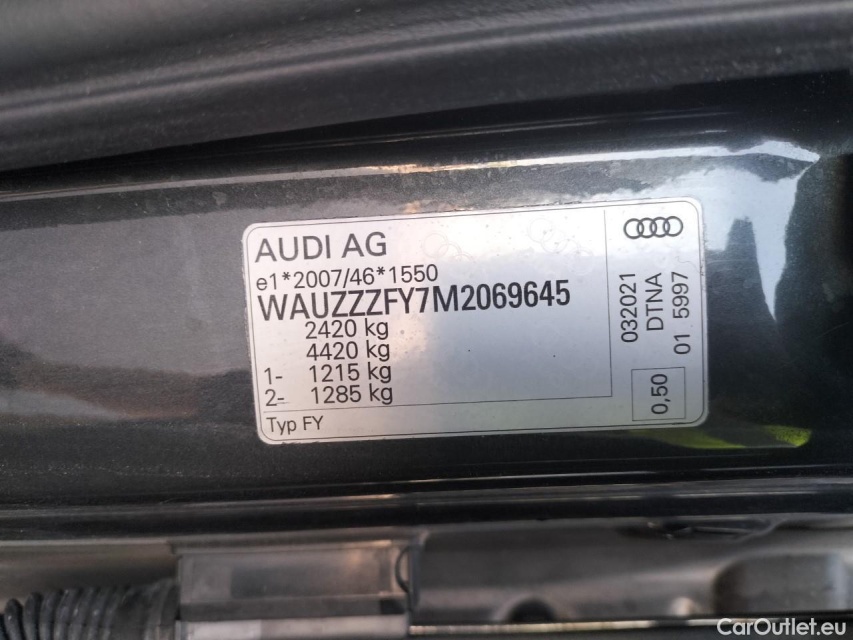 AUDI AG
e1*2007/46*1550
WAUZZZFY7M2069645
2420 kg
4420 kg
1- 1215 kg
2- 1285 kg
Typ FY
032021
DTNA
01 5997
0,50
CarOutlet.eu